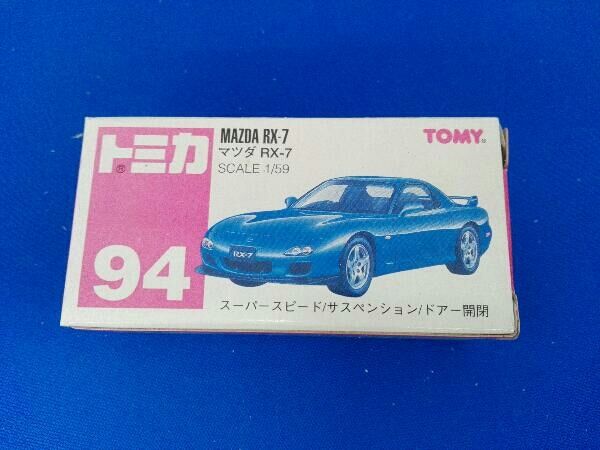 トミカ®
94
MAZDA RX-7
マツダ RX-7
SCALE 1/59
TOMY®
RX-7
スーパースピード/サスペンション/ドアー開閉